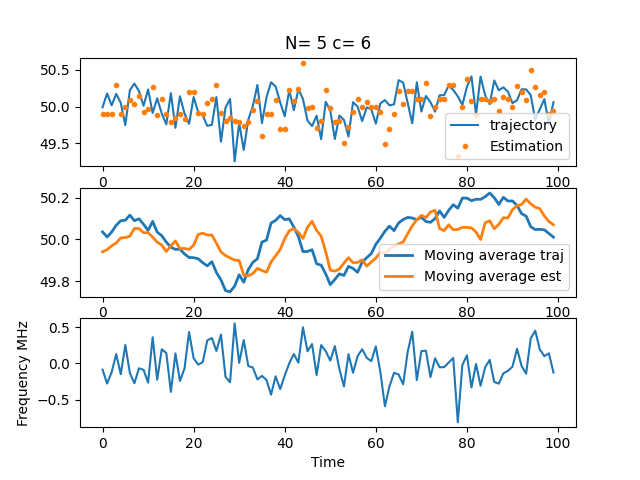 N= 5 c= 6
50.5
50.0
49.5
trajectory
Estimation
0 20 40 60 80 100
50.2
50.0
49.8
Moving average traj
Moving average est
0 20 40 60 80 100
Frequency MHz
0.5
0.0
−0.5
0 20 40 60 80 100
Time